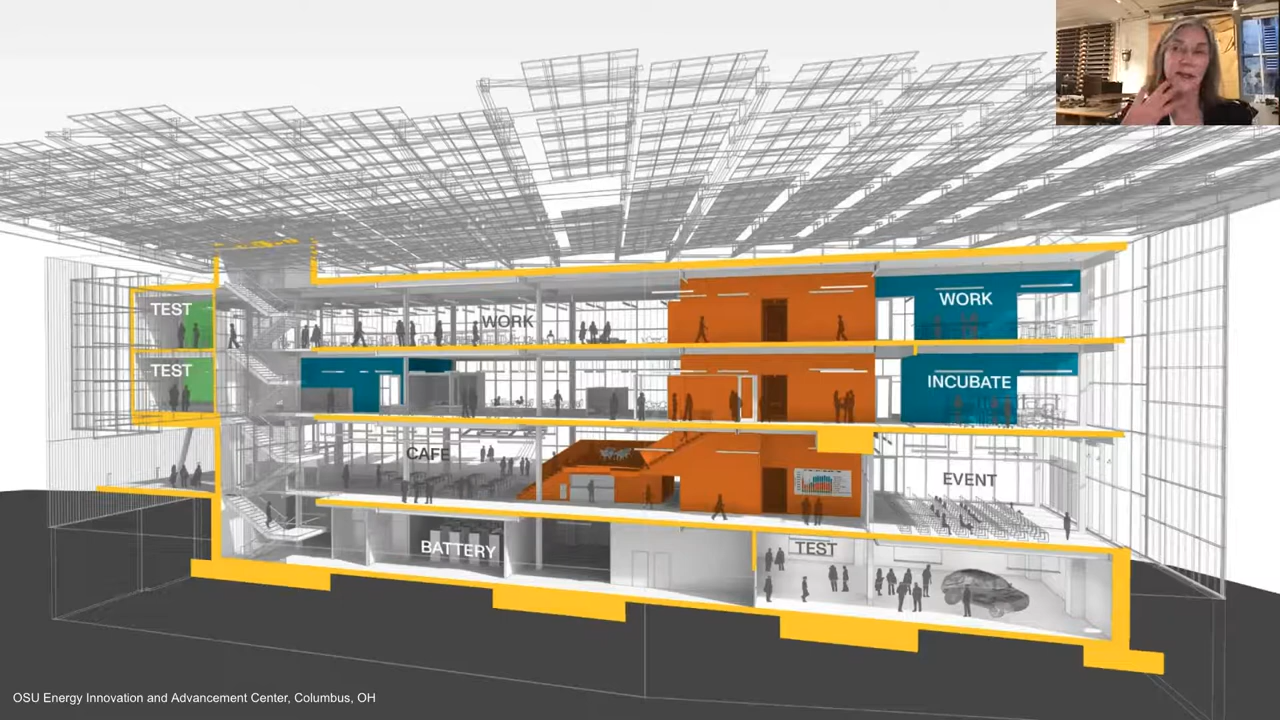 TEST
WORK
WORK
TEST
INCUBATE
CAFE
EVENT
BATTERY
TEST
OSU Energy Innovation and Advancement Center, Columbus, OH